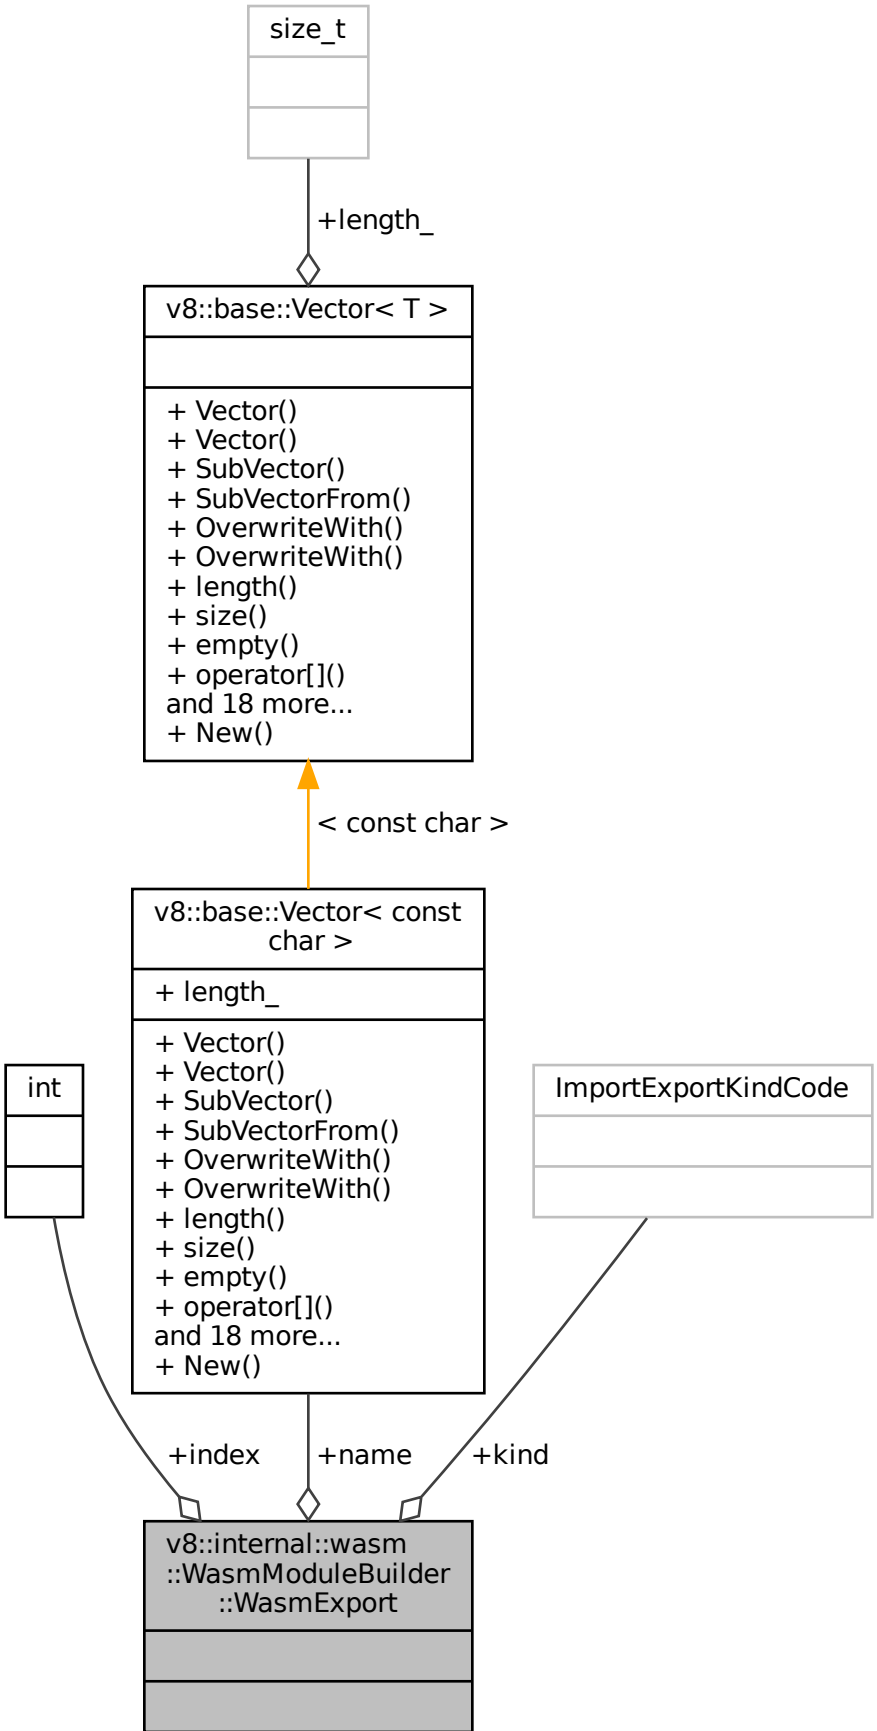 size_t
+length_
v8::base::Vector< T >
+ Vector()
+ Vector()
+ SubVector()
+ SubVectorFrom()
+ OverwriteWith()
+ OverwriteWith()
+ length()
+ size()
+ empty()
+ operator[]()
and 18 more...
+ New()
< const char >
v8::base::Vector< const
char >
+ length_
+ Vector()
+ Vector()
+ SubVector()
+ SubVectorFrom()
+ OverwriteWith()
+ OverwriteWith()
+ length()
+ size()
+ empty()
+ operator[]()
and 18 more...
+ New()
int
ImportExportKindCode
+index
+name
+kind
v8::internal::wasm
::WasmModuleBuilder
::WasmExport